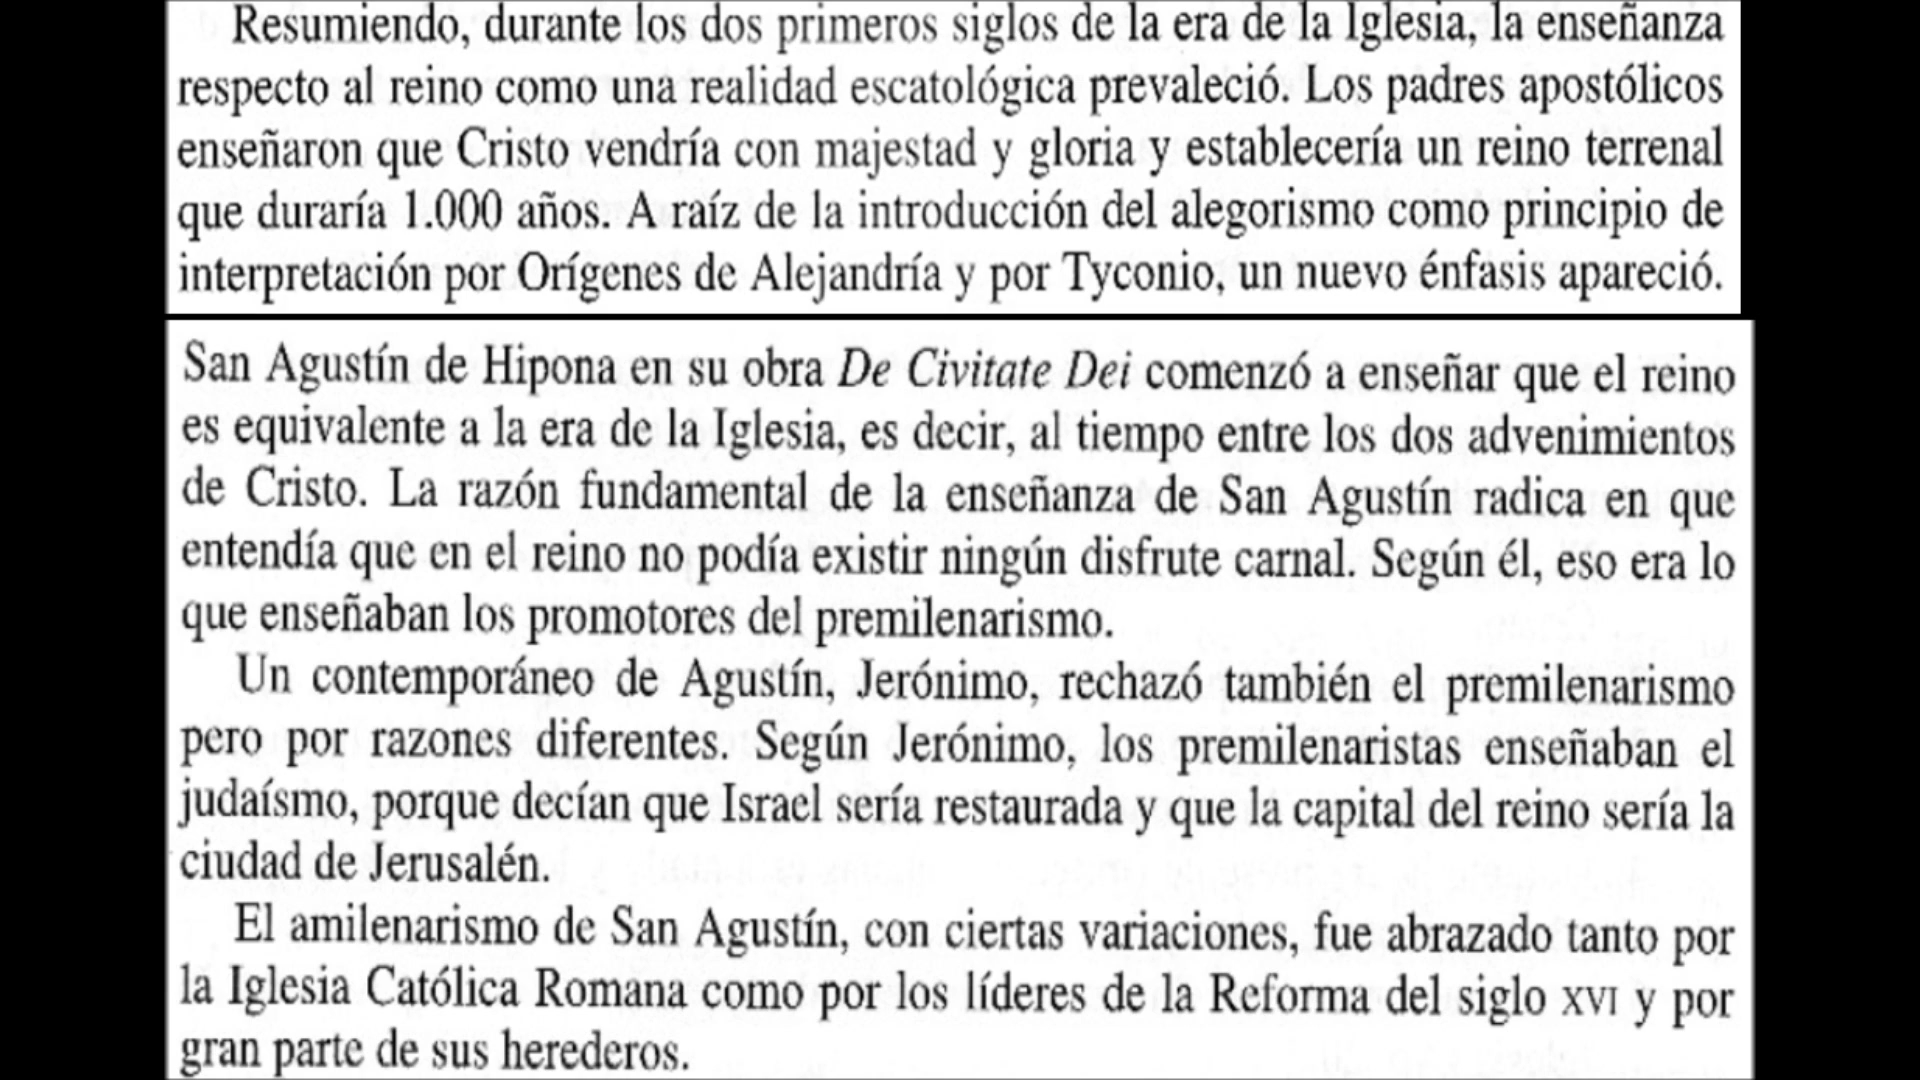 Resumiendo, durante los dos primeros siglos de la era de la Iglesia, la enseñanza
respecto al reino como una realidad escatológica prevaleció. Los padres apostólicos
enseñaron que Cristo vendría con majestad y gloria y establecería un reino terrenal
que duraría 1.000 años. A raíz de la introducción del alegorismo como principio de
interpretación por Orígenes de Alejandría y por Tyconio, un nuevo énfasis apareció.
San Agustín de Hipona en su obra De Civitate Dei comenzó a enseñar que el reino
es equivalente a la era de la Iglesia, es decir, al tiempo entre los dos advenimientos
de Cristo. La razón fundamental de la enseñanza de San Agustín radica en que
entendía que en el reino no podía existir ningún disfrute carnal. Según él, eso era lo
que enseñaban los promotores del premilenarismo.
Un contemporáneo de Agustín, Jerónimo, rechazó también el premilenarismo
pero por razones diferentes. Según Jerónimo, los premilenaristas enseñaban el
judaísmo, porque decían que Israel sería restaurada y que la capital del reino sería la
ciudad de Jerusalén.
El amilenarismo de San Agustín, con ciertas variaciones, fue abrazado tanto por
la Iglesia Católica Romana como por los líderes de la Reforma del siglo XVI y por
gran parte de sus herederos.